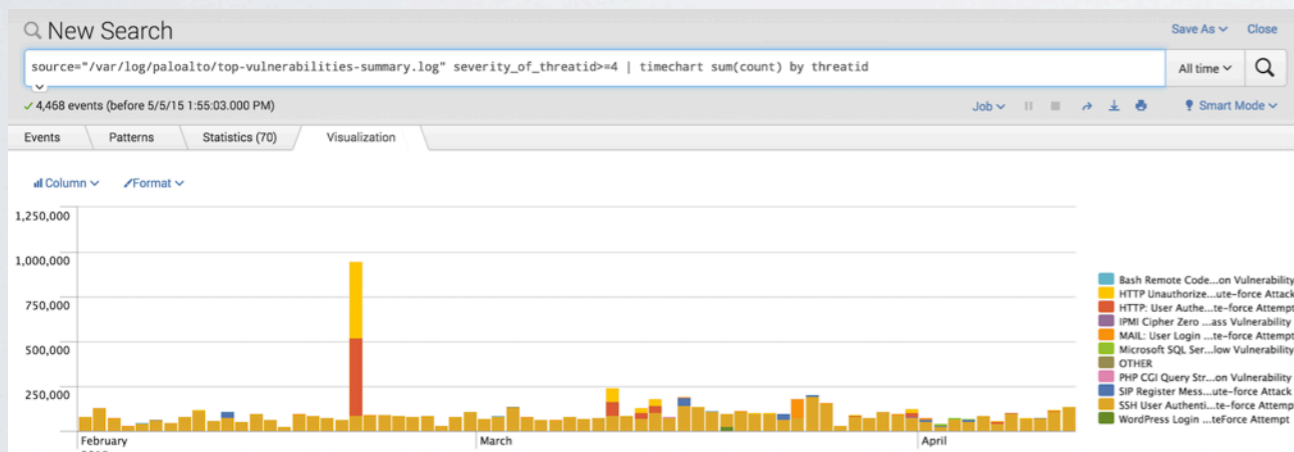 New Search
Save As Close
source="/var/log/paloalto/top-vulnerabilities-summary.log" severity_of_threatid>=4 | timechart sum(count) by threatid
All time
4,468 events (before 5/5/15 1:55:03.000 PM)
Job
Smart Mode
Events Patterns Statistics (70) Visualization
Column Format
1,250,000
1,000,000
750,000
500,000
250,000
February March April
Bash Remote Code...on Vulnerability
HTTP Unauthorize...ute-force Attack
HTTP: User Authe...te-force Attempt
IPMI Cipher Zero ...ass Vulnerability
MAIL: User Login ...te-force Attempt
Microsoft SQL Ser...low Vulnerability
OTHER
PHP CGI Query Str...on Vulnerability
SIP Register Mess...ute-force Attack
SSH User Authenti...te-force Attemp
WordPress Login ...teForce Attempt